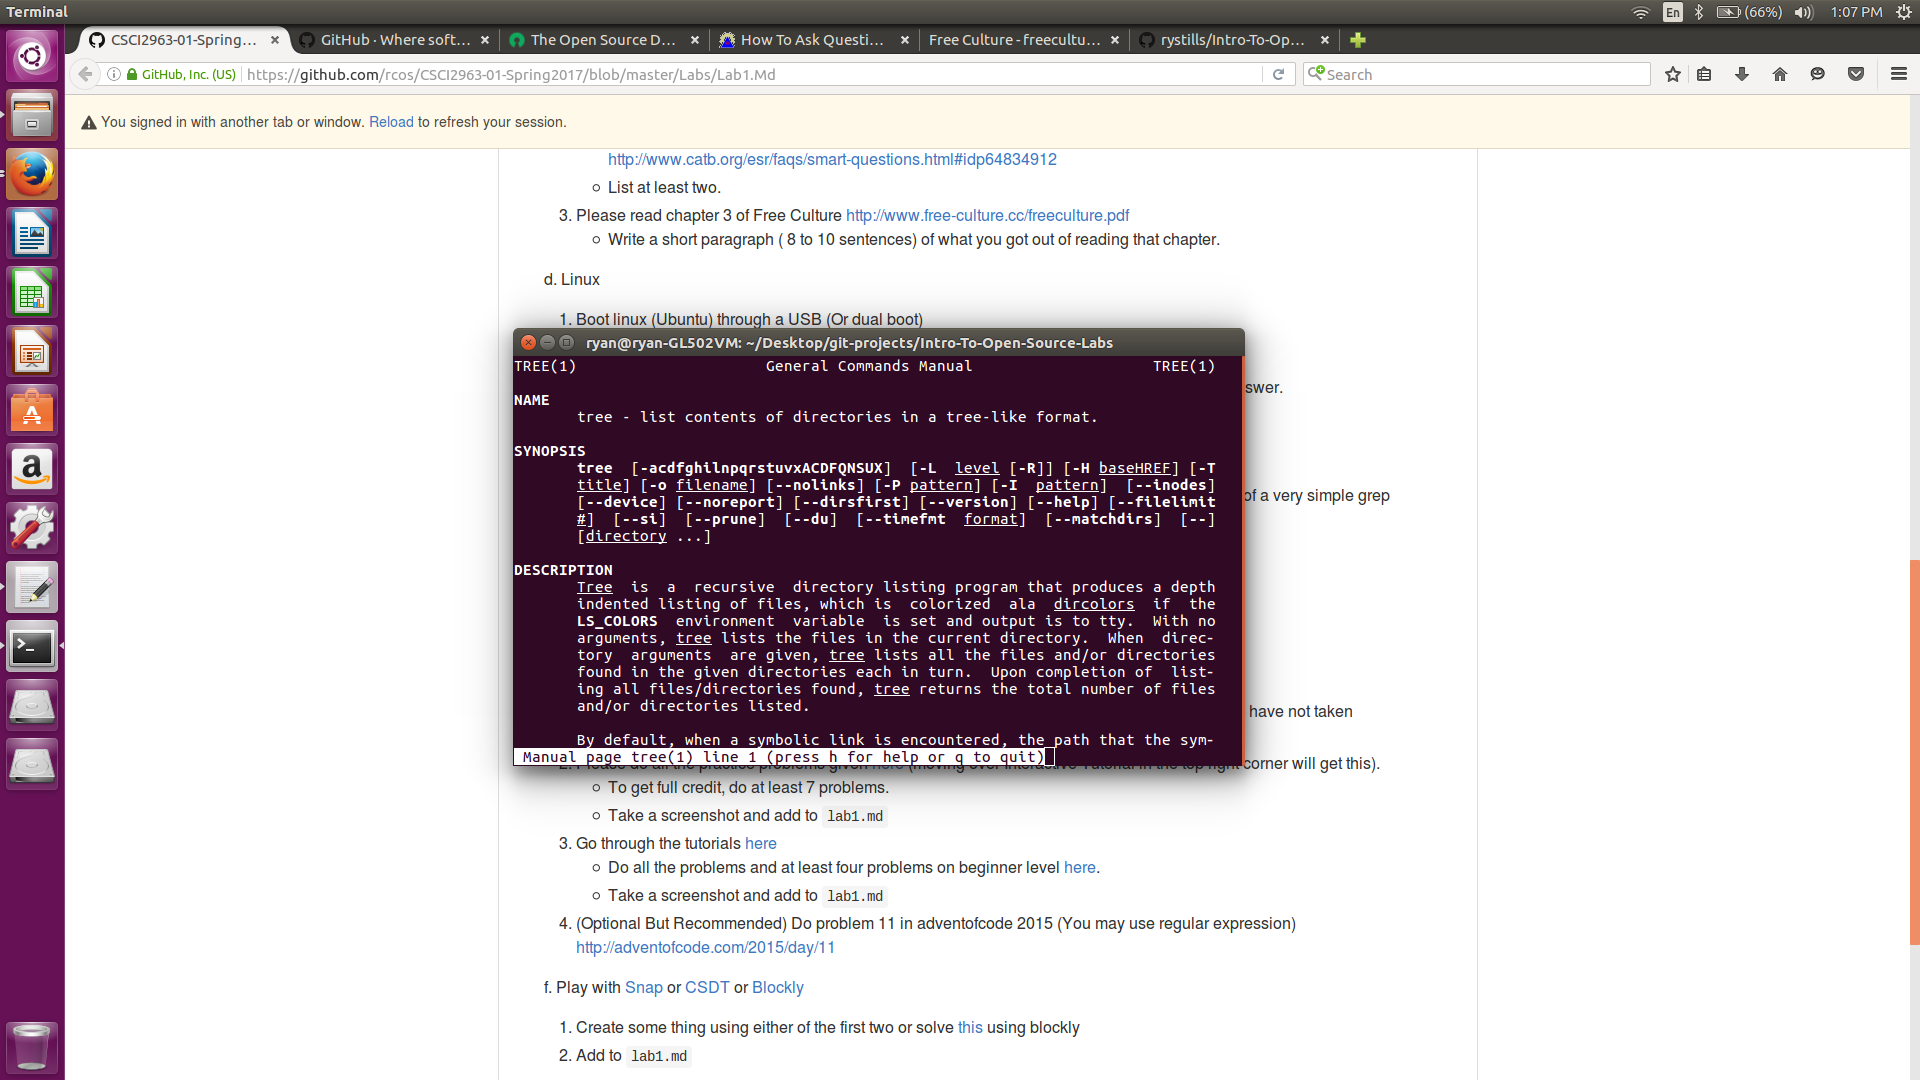 Terminal
En
(66%)
1:07 PM
CSCI2963-01-Spring...
GitHub · Where soft...
The Open Source D...
How To Ask Questi...
Free Culture - freecultu...
rystills/Intro-To-Op...
GitHub, Inc. (US)
https://github.com/rcos/CSCI2963-01-Spring2017/blob/master/Labs/Lab1.Md
Search
You signed in with another tab or window. Reload to refresh your session.
http://www.catb.org/esr/faqs/smart-questions.html#idp64834912
List at least two.
3. Please read chapter 3 of Free Culture http://www.free-culture.cc/freeculture.pdf
Write a short paragraph ( 8 to 10 sentences) of what you got out of reading that chapter.
d. Linux
1. Boot linux (Ubuntu) through a USB (Or dual boot)
ryan@ryan-GL502VM: ~/Desktop/git-projects/Intro-To-Open-Source-Labs
TREE(1) General Commands Manual TREE(1)
swer.
NAME
tree - list contents of directories in a tree-like format.
SYNOPSIS
tree [-acdfghilnpqrstuvxACDFQNSUX] [-L level [-R]] [-H baseHREF] [-T
title] [-o filename] [--nolinks] [-P pattern] [-I pattern] [--inodes]
of a very simple grep
[--device] [--noreport] [--dirsfirst] [--version] [--help] [--filelimit
#] [--si] [--prune] [--du] [--timefmt format] [--matchdirs] [--]
[directory ...]
DESCRIPTION
Tree is a recursive directory listing program that produces a depth
indented listing of files, which is colorized ala dircolors if the
LS_COLORS environment variable is set and output is to tty. With no
arguments, tree lists the files in the current directory. When direc-
tory arguments are given, tree lists all the files and/or directories
found in the given directories each in turn. Upon completion of list-
ing all files/directories found, tree returns the total number of files
and/or directories listed.
have not taken
By default, when a symbolic link is encountered, the path that the sym-
Manual page tree(1) line 1 (press h for help or q to quit)
corner will get this).
To get full credit, do at least 7 problems.
Take a screenshot and add to lab1.md
3. Go through the tutorials here
Do all the problems and at least four problems on beginner level here.
Take a screenshot and add to lab1.md
4. (Optional But Recommended) Do problem 11 in adventofcode 2015 (You may use regular expression)
http://adventofcode.com/2015/day/11
f. Play with Snap or CSDT or Blockly
1. Create some thing using either of the first two or solve this using blockly
2. Add to lab1.md